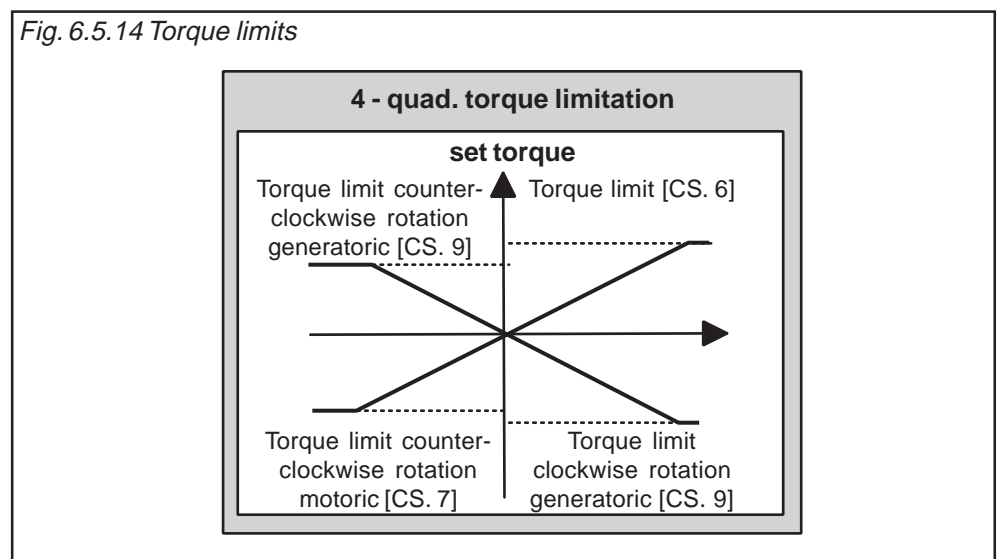 Fig. 6.5.14 Torque limits
4 - quad. torque limitation
set torque
Torque limit counter-
clockwise rotation
generatoric [CS. 9]
Torque limit [CS. 6]
Torque limit counter-
clockwise rotation
motoric [CS. 7]
Torque limit
clockwise rotation
generatoric [CS. 9]